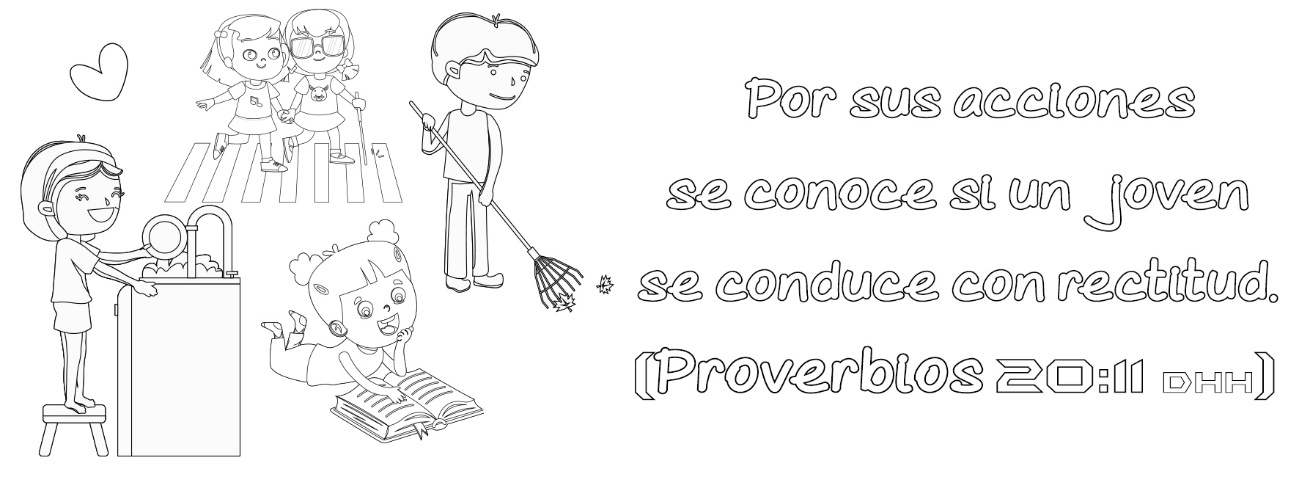 Por sus acciones
se conoce si un joven
se conduce con rectitud.
(Proverbios 20:11 DHH)